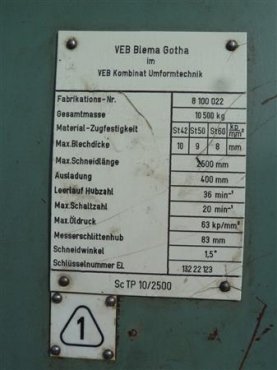 VEB Blema Gotha
im
VEB Kombinat Umformtechnik
Fabrikations-Nr. 8 100 022
Gesamtmasse 10 500 kg
Material-Zugfestigkeit St42 St50 St60 kp/mm²
Max.Blechdicke 10 9 8 mm
Max.Schneidlänge 2500 mm
Ausladung 400 mm
Leerlauf Hubzahl 36 min⁻¹
Max.Schaltzahl 20 min⁻¹
Max.Öldruck 63 kp/mm²
Messerschlittenhub 83 mm
Schneidwinkel 1,5°
Schlüsselnummer EL 132 22 123
Sc TP 10/2500
1